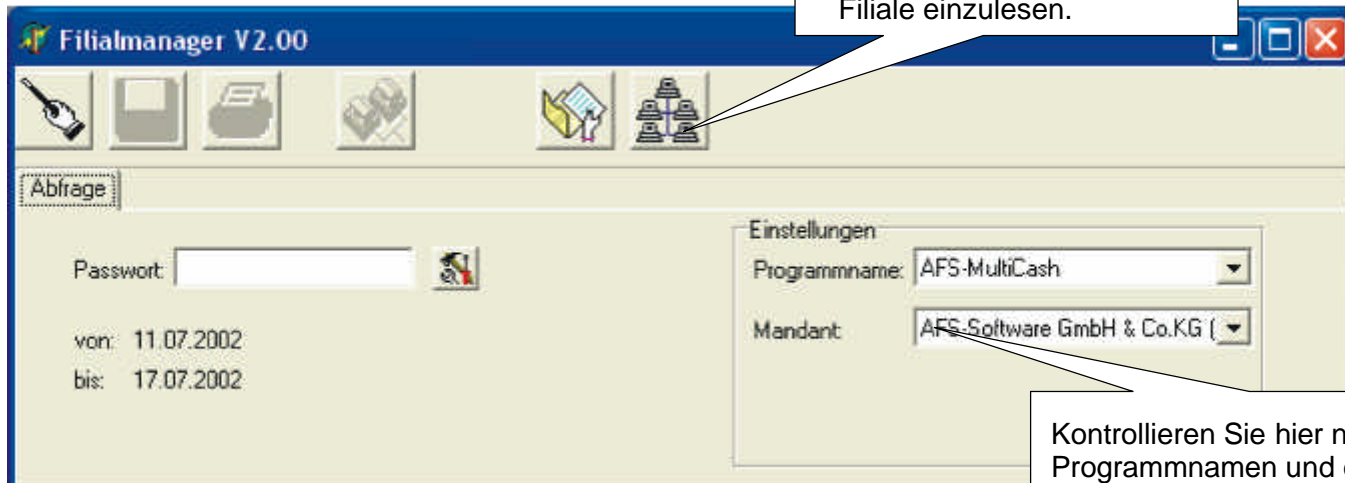 Filiale einzulesen.
Filialmanager V2.00
Abfrage
Passwort:
von: 11.07.2002
bis: 17.07.2002
Einstellungen
Programmname: AFS-MultiCash
Mandant: AFS-Software GmbH & Co.KG (
Kontrollieren Sie hier n
Programmnamen und